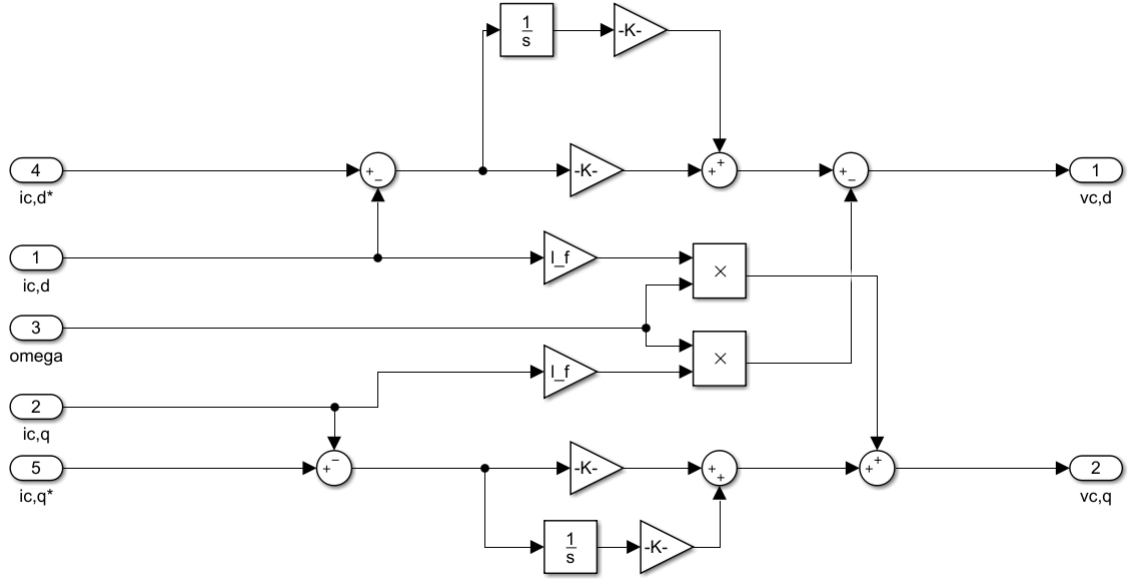 1
s
-K-
4
ic,d*
+
−
-K-
+
+
+
−
1
vc,d
1
ic,d
l_f
×
3
omega
l_f
×
2
ic,q
5
ic,q*
+
−
-K-
+
+
+
+
2
vc,q
1
s
-K-